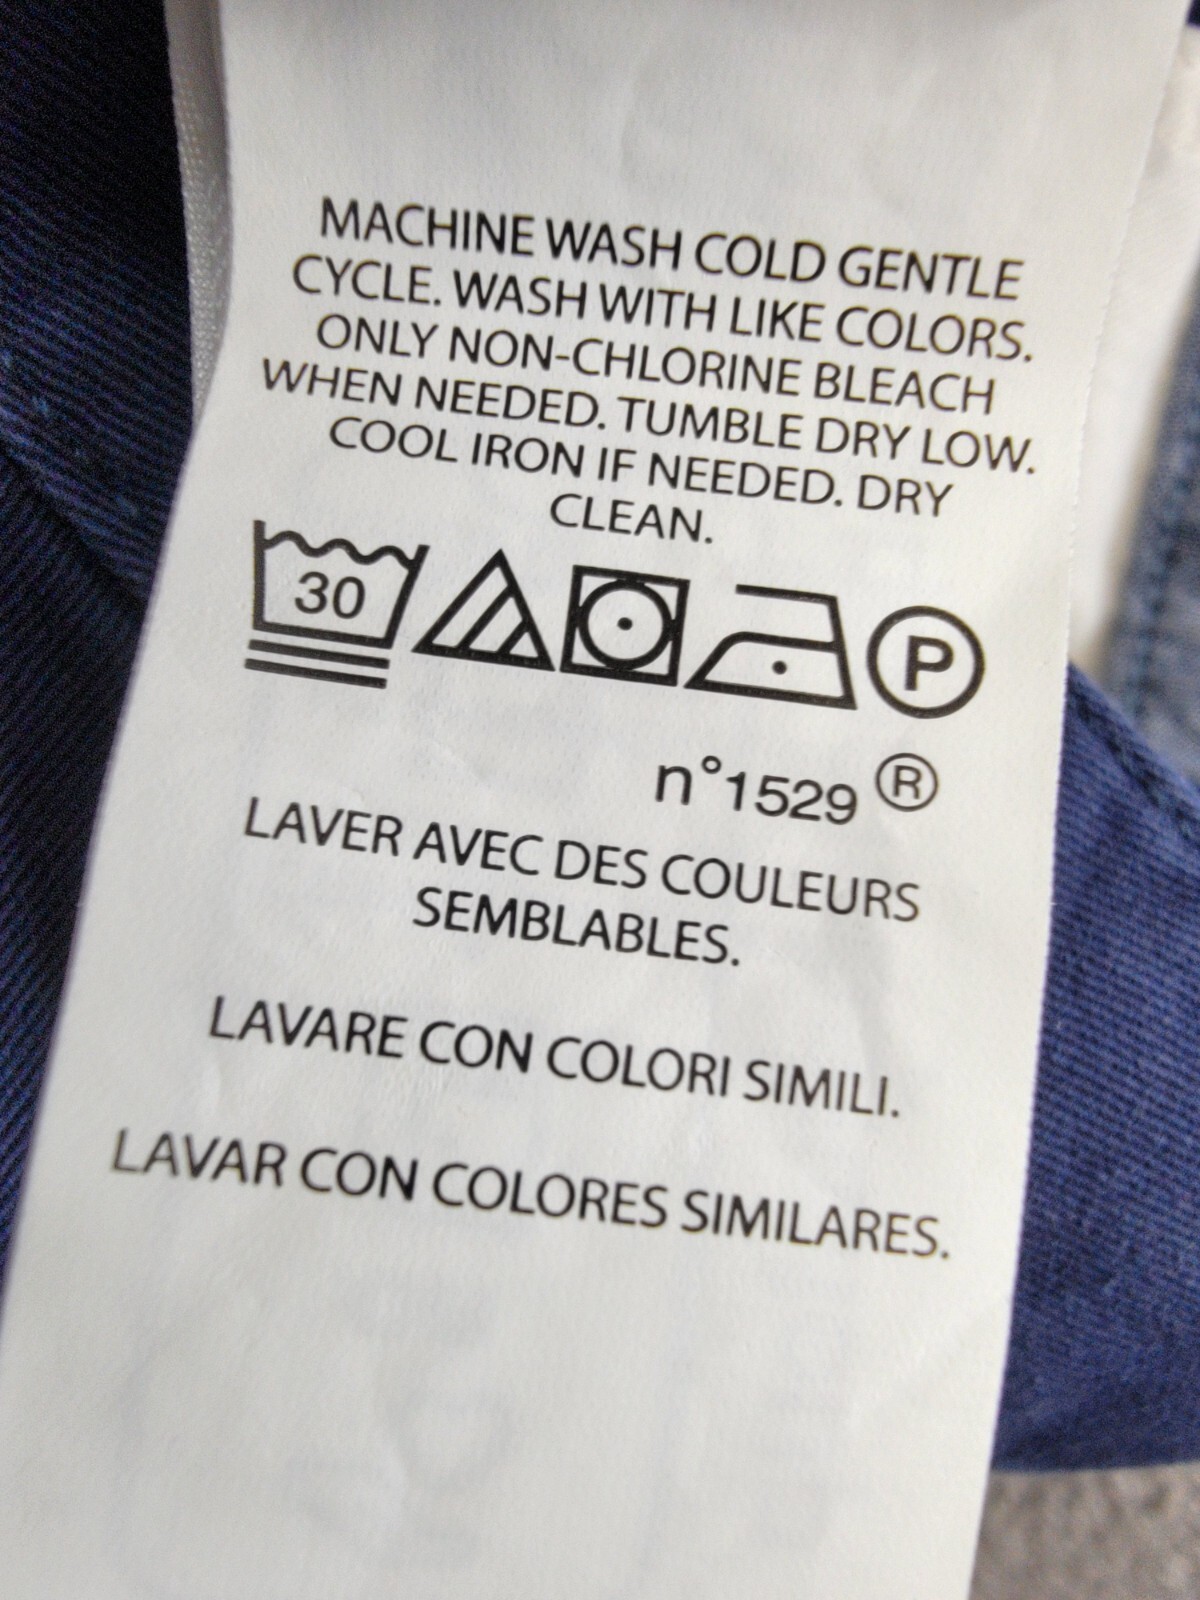 MACHINE WASH COLD GENTLE
CYCLE. WASH WITH LIKE COLORS.
ONLY NON-CHLORINE BLEACH
WHEN NEEDED. TUMBLE DRY LOW.
COOL IRON IF NEEDED. DRY
CLEAN.
30 P
n°1529 ®
LAVER AVEC DES COULEURS
SEMBLABLES.
LAVARE CON COLORI SIMILI.
LAVAR CON COLORES SIMILARES.